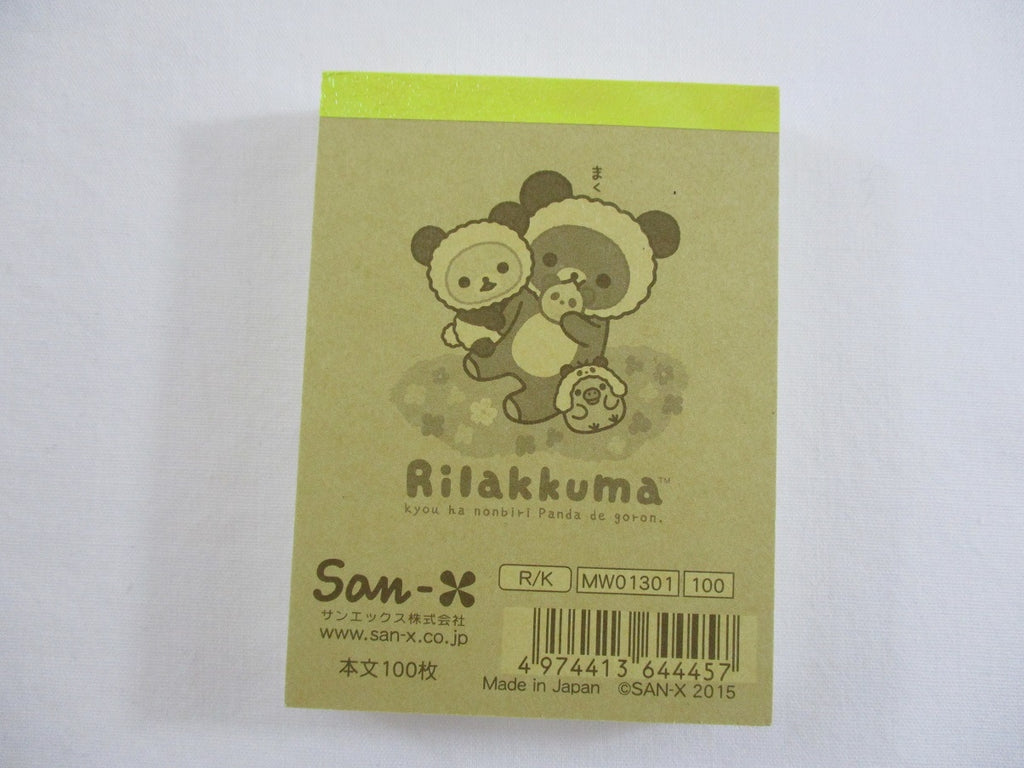 まく
Rilakkuma™
kyou ha nonbiri Panda de goron.
San-X
サンエックス株式会社
www.san-x.co.jp
本文100枚
R/K MW01301 100
4 974413 644457
Made in Japan ©SAN-X 2015